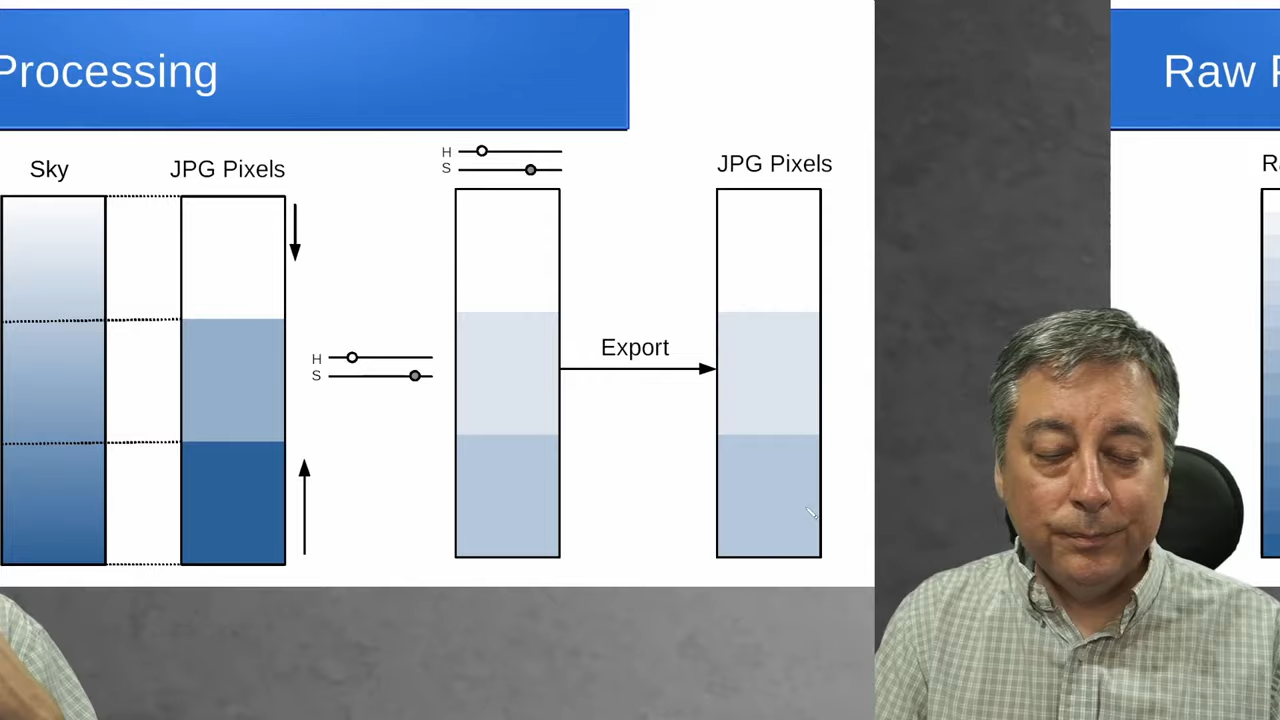 Processing
Raw
Sky
JPG Pixels
H
S
H
S
Export
JPG Pixels